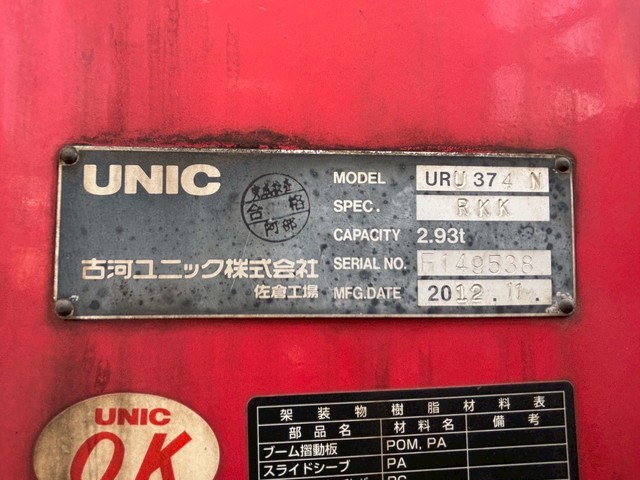 UNIC
合格
阿部
MODEL URU374N
SPEC. RKK
CAPACITY 2.93t
古河ユニック株式会社
SERIAL NO. F149538
佐倉工場
MFG.DATE 2012.11.
UNIC
OK
架装物樹脂材料表
部品名 材料名 備考
ブーム摺動板 POM, PA
スライドシーブ PA